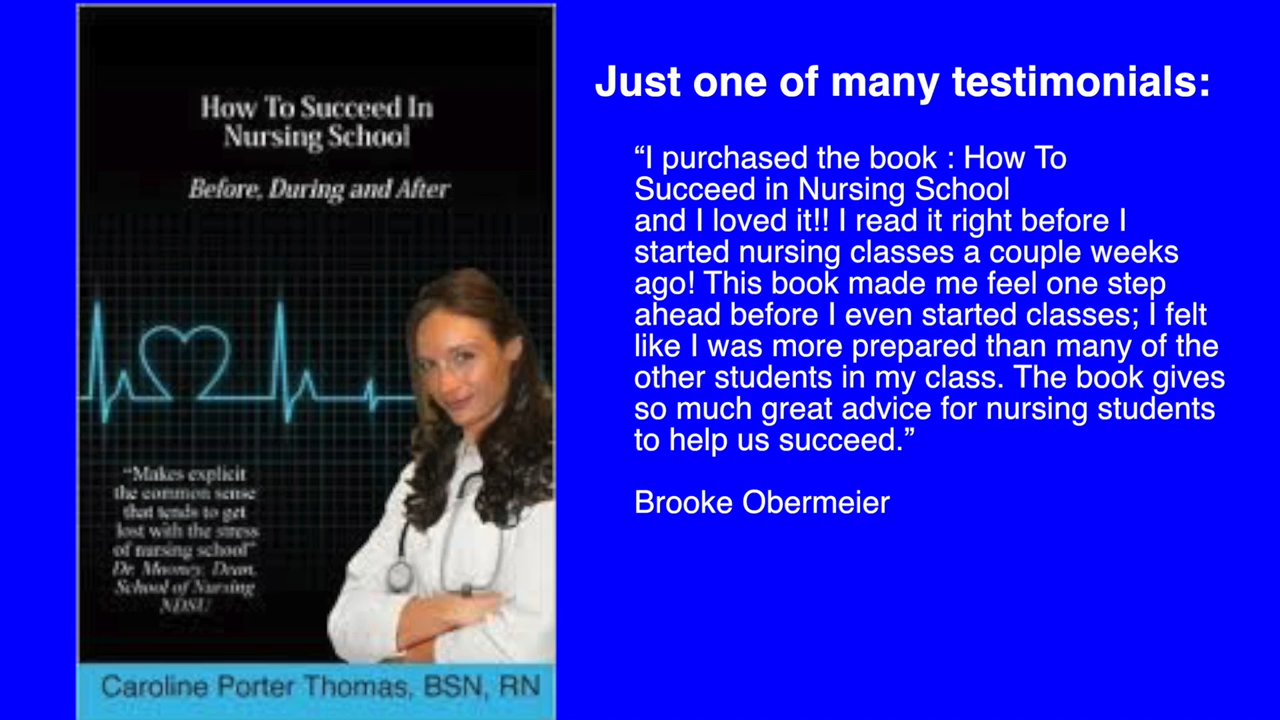 How To Succeed In
Nursing School
Before, During and After
"Makes explicit
the common sense
that tends to get
lost with the stress
of nursing school"
Dr. Mooney, Dean,
School of Nursing
NDSU
Caroline Porter Thomas, BSN, RN
Just one of many testimonials:
“I purchased the book : How To
Succeed in Nursing School
and I loved it!! I read it right before I
started nursing classes a couple weeks
ago! This book made me feel one step
ahead before I even started classes; I felt
like I was more prepared than many of the
other students in my class. The book gives
so much great advice for nursing students
to help us succeed.”
Brooke Obermeier